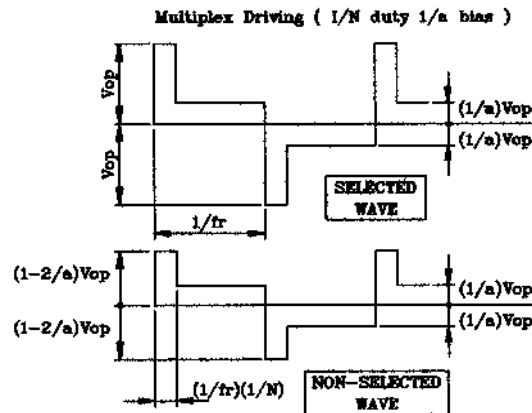 Multiplex Driving ( 1/N duty 1/a bias )
Vop
(1/a)Vop
Vop
(1/a)Vop
SELECTED
WAVE
1/fr
(1-2/a)Vop
(1/a)Vop
(1-2/a)Vop
(1/a)Vop
(1/fr)(1/N)
NON-SELECTED
WAVE